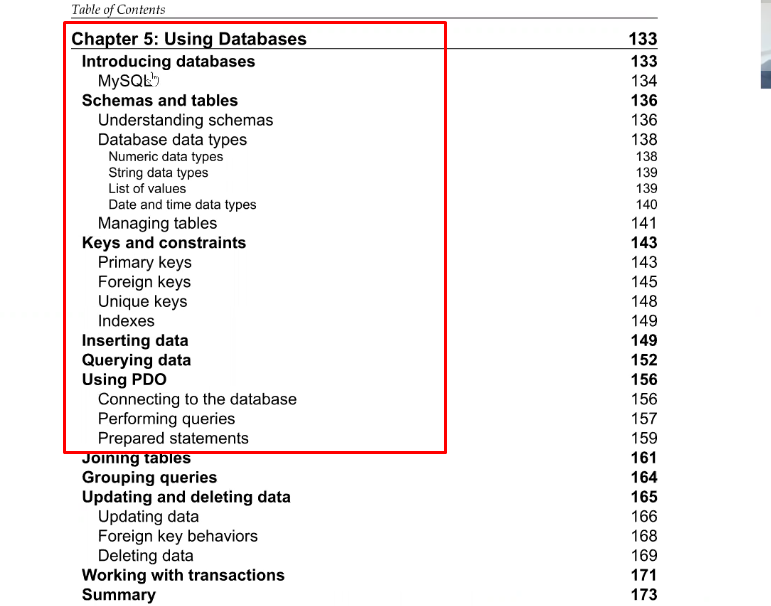 Table of Contents
Chapter 5: Using Databases 133
Introducing databases 133
MySQL 134
Schemas and tables 136
Understanding schemas 136
Database data types 138
Numeric data types 138
String data types 139
List of values 139
Date and time data types 140
Managing tables 141
Keys and constraints 143
Primary keys 143
Foreign keys 145
Unique keys 148
Indexes 149
Inserting data 149
Querying data 152
Using PDO 156
Connecting to the database 156
Performing queries 157
Prepared statements 159
Joining tables 161
Grouping queries 164
Updating and deleting data 165
Updating data 166
Foreign key behaviors 168
Deleting data 169
Working with transactions 171
Summary 173